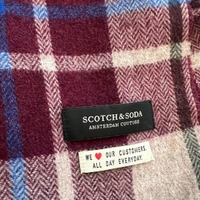 SCOTCH & SODA
AMSTERDAM COUTURE
WE ❤ OUR CUSTOMERS.
ALL DAY EVERYDAY.